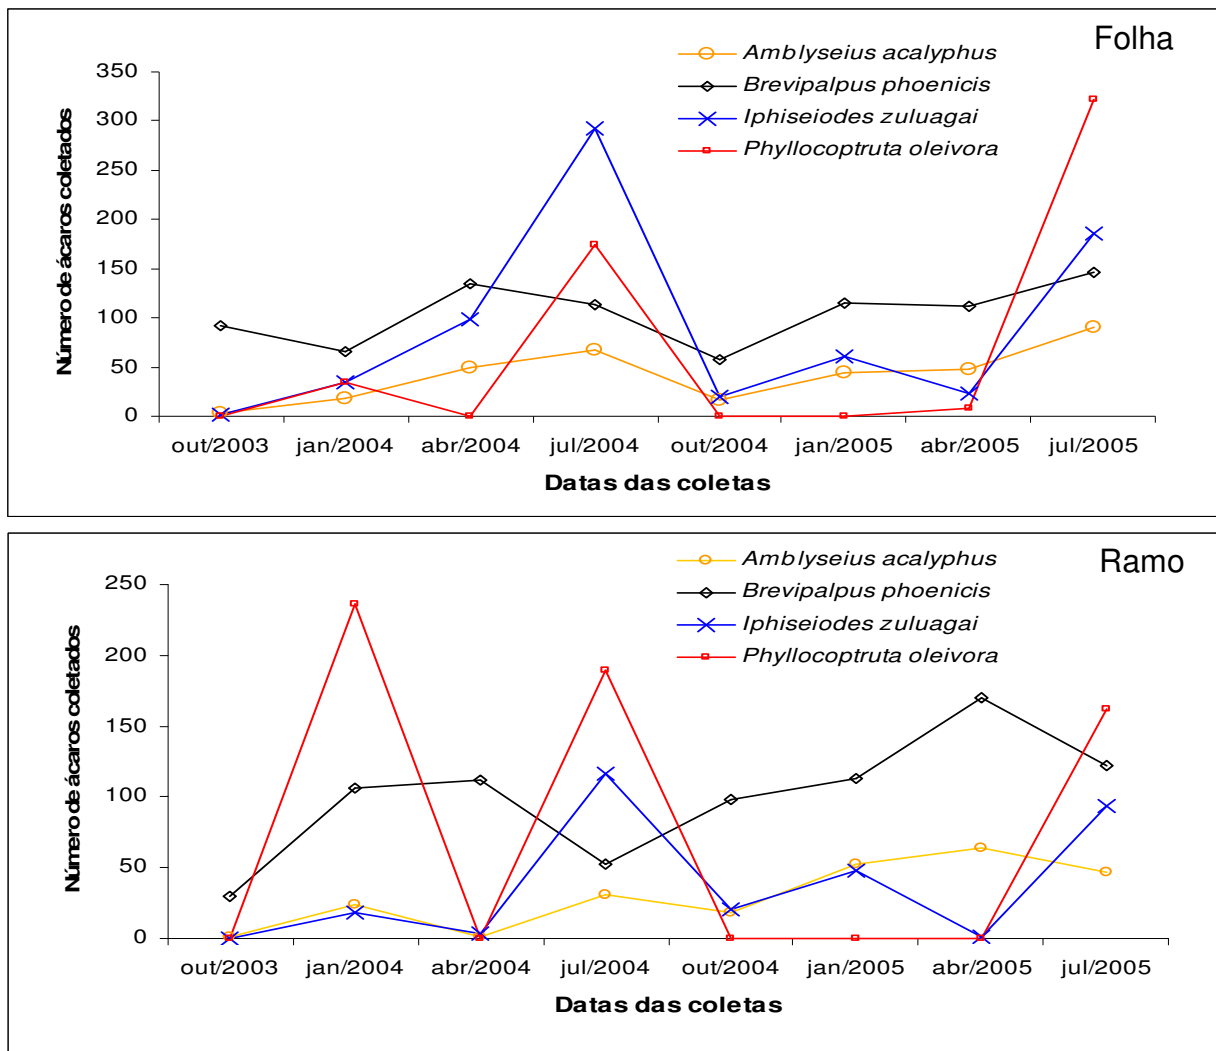 Folha
Amblyseius acalyphus
Brevipalpus phoenicis
Iphiseiodes zuluagai
Phyllocoptruta oleivora
Número de ácaros coletados
350
300
250
200
150
100
50
0
out/2003 jan/2004 abr/2004 jul/2004 out/2004 jan/2005 abr/2005 jul/2005
Datas das coletas
Ramo
Amblyseius acalyphus
Brevipalpus phoenicis
Iphiseiodes zuluagai
Phyllocoptruta oleivora
Número de ácaros coletados
250
200
150
100
50
0
out/2003 jan/2004 abr/2004 jul/2004 out/2004 jan/2005 abr/2005 jul/2005
Datas das coletas